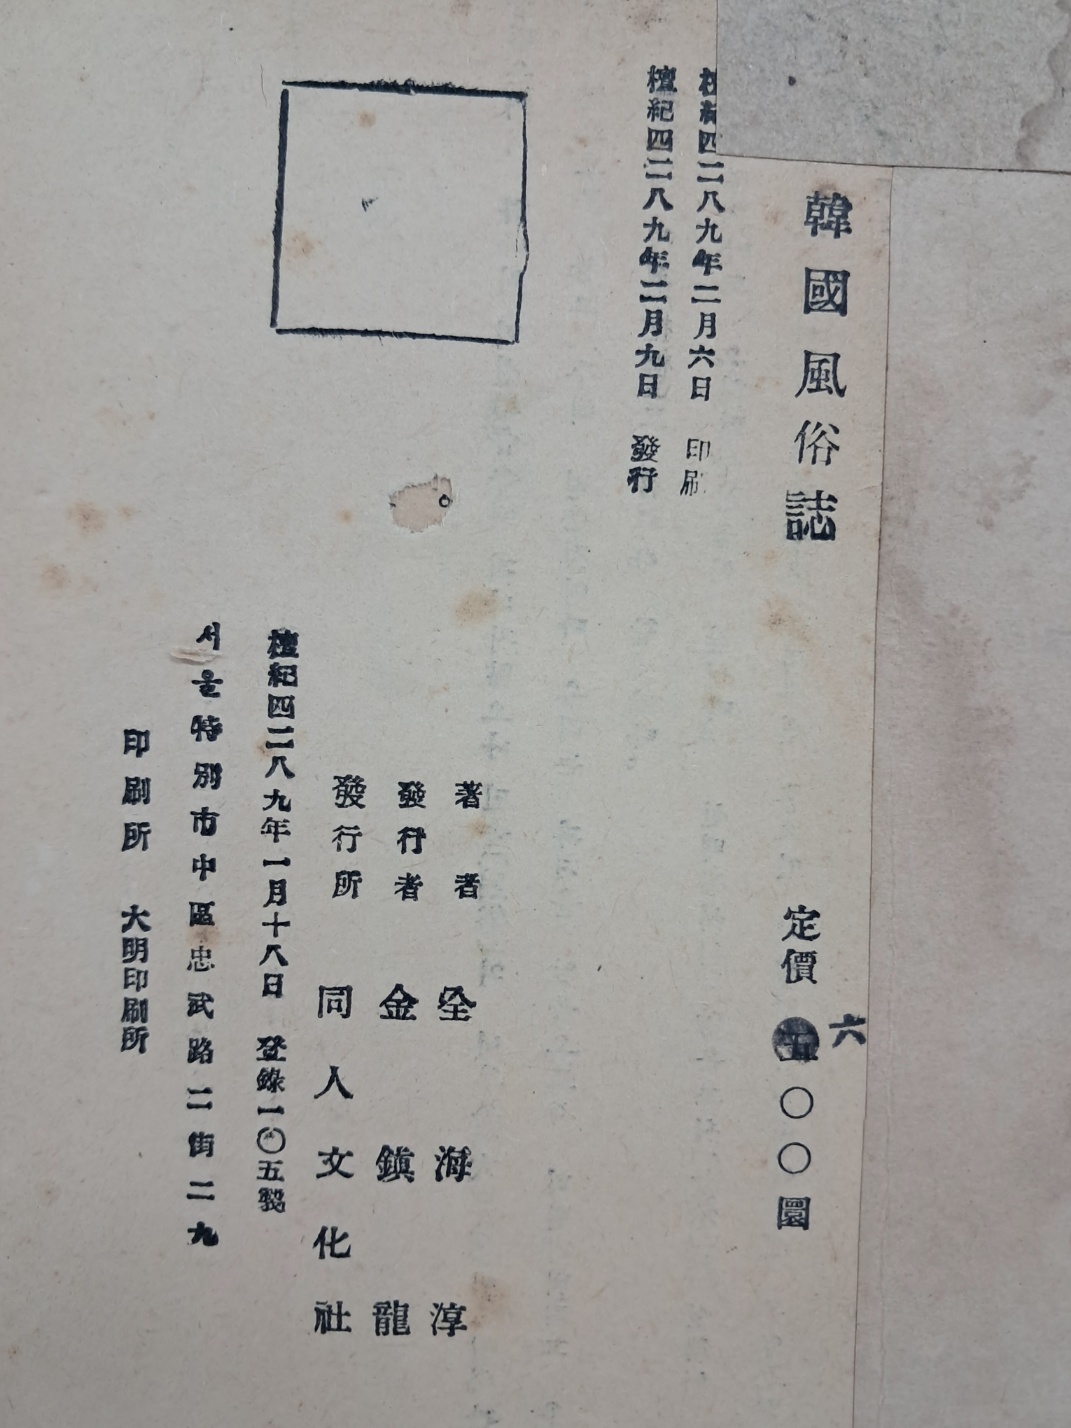 韓國風俗誌
定價 六〇〇圜
檀紀四二八九年二月六日 印刷
檀紀四二八九年二月九日 發行
著者 全海淳
發行者 金鎭龍
發行所 同人文化社
檀紀四二八九年一月十八日 登錄一〇五號
서울特別市中區忠武路二街二九
印刷所 大明印刷所